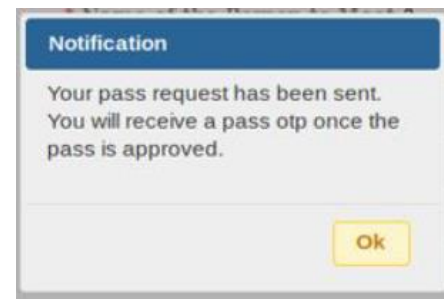 Notification
Your pass request has been sent.
You will receive a pass otp once the
pass is approved.
Ok